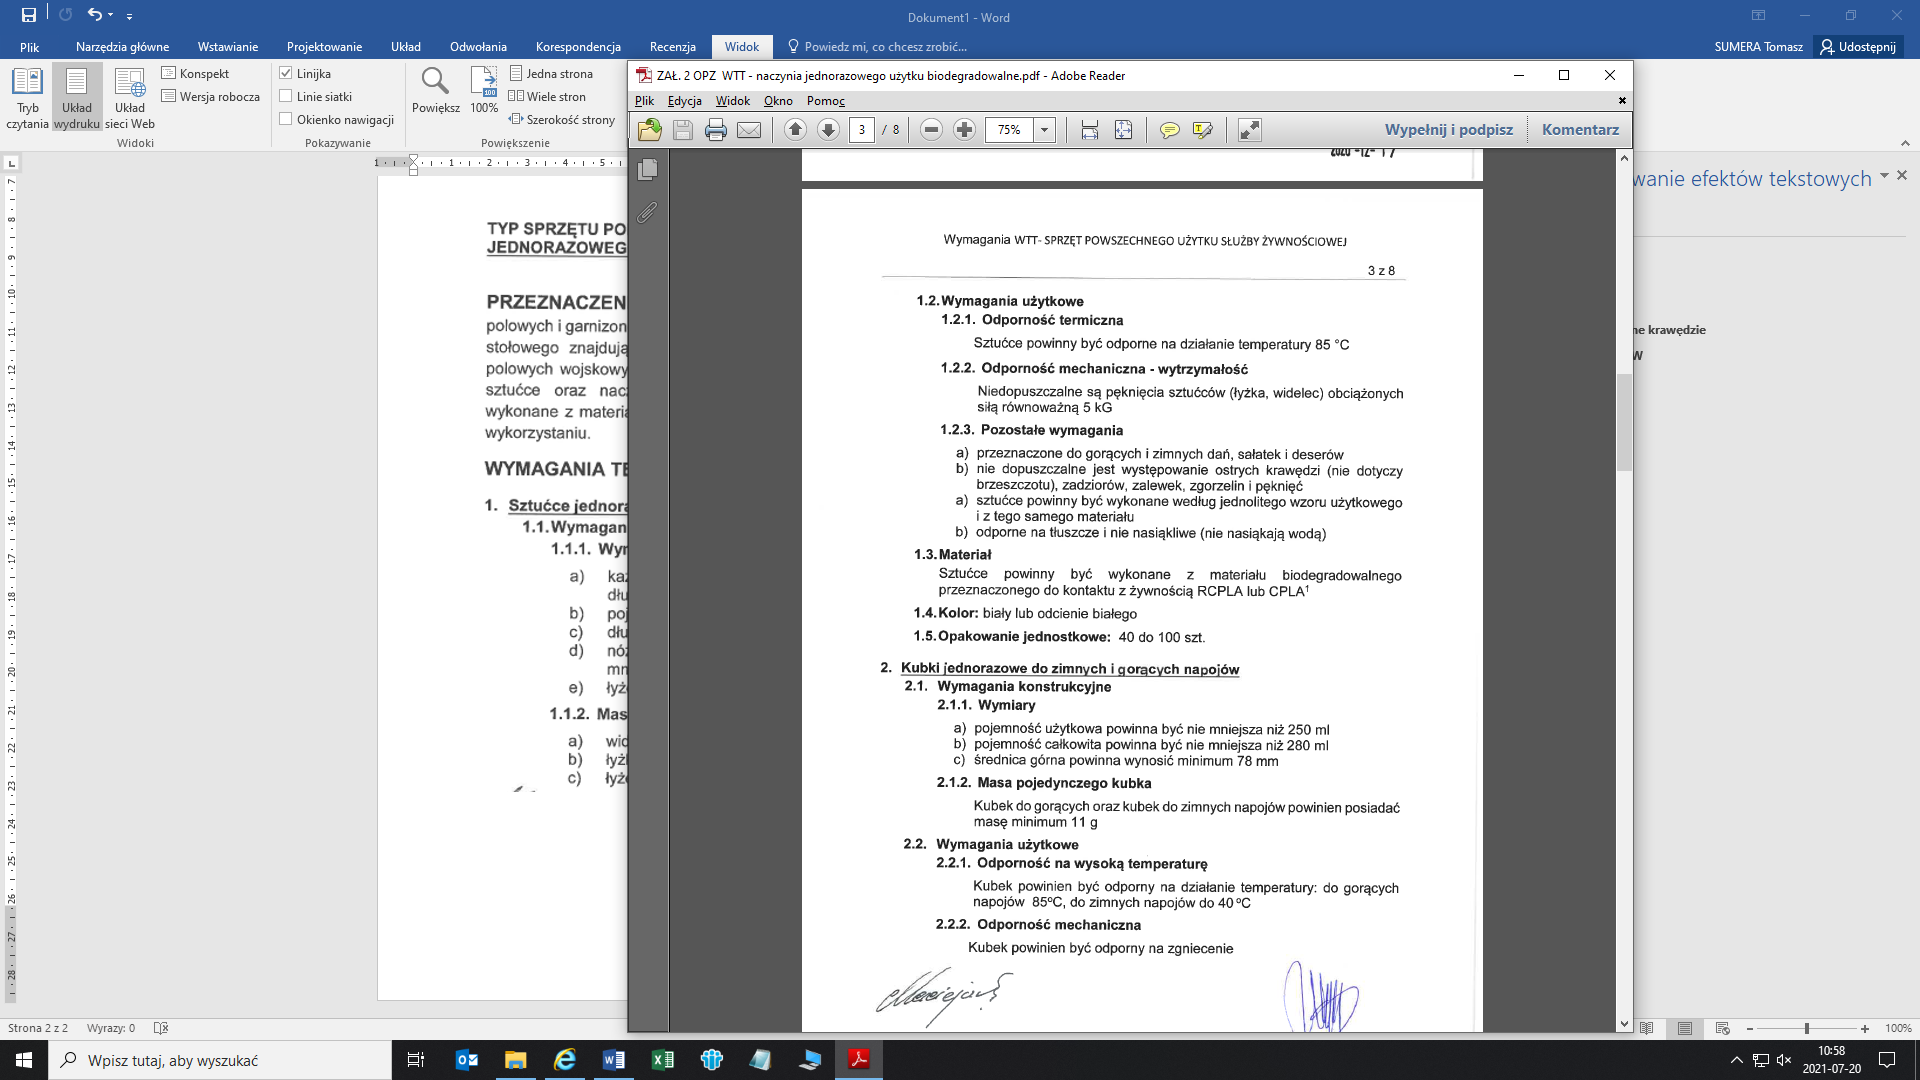 Dokument1 - Word
Plik Narzędzia główne Wstawianie Projektowanie Układ Odwołania Korespondencja Recenzja Widok Powiedz mi, co chcesz zrobić... SUMERA Tomasz Udostępnij
Tryb czytania
Układ wydruku
Układ sieci Web
Konspekt
Wersja robocza
Widoki
Linijka
Linie siatki
Okienko nawigacji
Pokazywanie
Powiększ
100%
Jedna strona
Wiele stron
Szerokość strony
Powiększenie
ZAŁ. 2 OPZ WTT - naczynia jednorazowego użytku biodegradowalne.pdf - Adobe Reader
Plik Edycja Widok Okno Pomoc
3 / 8 75% Wypełnij i podpisz Komentarz
wanie efektów tekstowych
ne krawędzie
TYP SPRZĘTU PO
JEDNORAZOWEG
PRZEZNACZEN
polowych i garnizon
stołowego znajdują
polowych wojskowy
sztućce oraz nac
wykonane z materia
wykorzystaniu.
WYMAGANIA TE
1. Sztućce jednora
1.1. Wymagan
1.1.1. Wyr
a) kaz
dłu
b) poj
c) dłu
d) nóż
mn
e) łyże
1.1.2. Mas
a) wid
b) łyżk
c) łyże
2020 -12- 17
Wymagania WTT- SPRZĘT POWSZECHNEGO UŻYTKU SŁUŻBY ŻYWNOŚCIOWEJ
3 z 8
1.2. Wymagania użytkowe
1.2.1. Odporność termiczna
Sztućce powinny być odporne na działanie temperatury 85 °C
1.2.2. Odporność mechaniczna - wytrzymałość
Niedopuszczalne są pęknięcia sztućców (łyżka, widelec) obciążonych
siłą równoważną 5 kG
1.2.3. Pozostałe wymagania
a) przeznaczone do gorących i zimnych dań, sałatek i deserów
b) nie dopuszczalne jest występowanie ostrych krawędzi (nie dotyczy
brzeszczotu), zadziorów, zalewek, zgorzelin i pęknięć
a) sztućce powinny być wykonane według jednolitego wzoru użytkowego
i z tego samego materiału
b) odporne na tłuszcze i nie nasiąkliwe (nie nasiąkają wodą)
1.3. Materiał
Sztućce powinny być wykonane z materiału biodegradowalnego
przeznaczonego do kontaktu z żywnością RCPLA lub CPLA¹
1.4. Kolor: biały lub odcienie białego
1.5. Opakowanie jednostkowe: 40 do 100 szt.
2. Kubki jednorazowe do zimnych i gorących napojów
2.1. Wymagania konstrukcyjne
2.1.1. Wymiary
a) pojemność użytkowa powinna być nie mniejsza niż 250 ml
b) pojemność całkowita powinna być nie mniejsza niż 280 ml
c) średnica górna powinna wynosić minimum 78 mm
2.1.2. Masa pojedynczego kubka
Kubek do gorących oraz kubek do zimnych napojów powinien posiadać
masę minimum 11 g
2.2. Wymagania użytkowe
2.2.1. Odporność na wysoką temperaturę
Kubek powinien być odporny na działanie temperatury: do gorących
napojów 85ºC, do zimnych napojów do 40 ºC
2.2.2. Odporność mechaniczna
Kubek powinien być odporny na zgniecenie
Strona 2 z 2 Wyrazy: 0 100%
Wpisz tutaj, aby wyszukać
10:58
2021-07-20